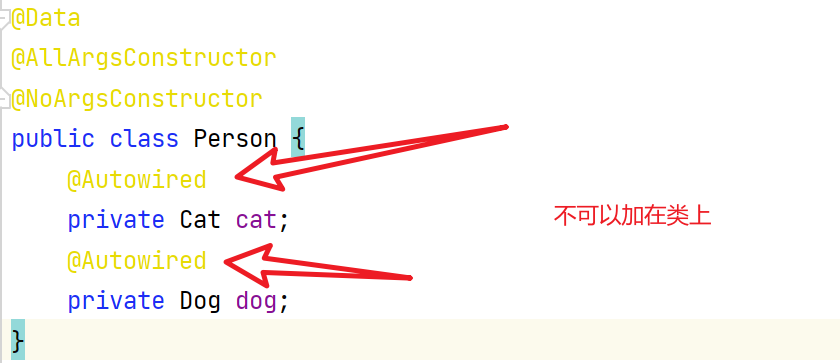 @Data
@AllArgsConstructor
@NoArgsConstructor
public class Person {
@Autowired
private Cat cat;
不可以加在类上
@Autowired
private Dog dog;
}